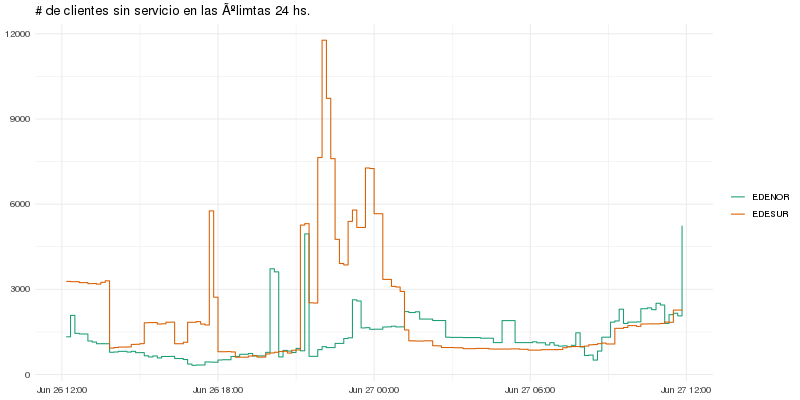 # de clientes sin servicio en las Ãºlimtas 24 hs.
12000
9000
6000
3000
0
Jun 26 12:00
Jun 26 18:00
Jun 27 00:00
Jun 27 06:00
Jun 27 12:00
EDENOR
EDESUR